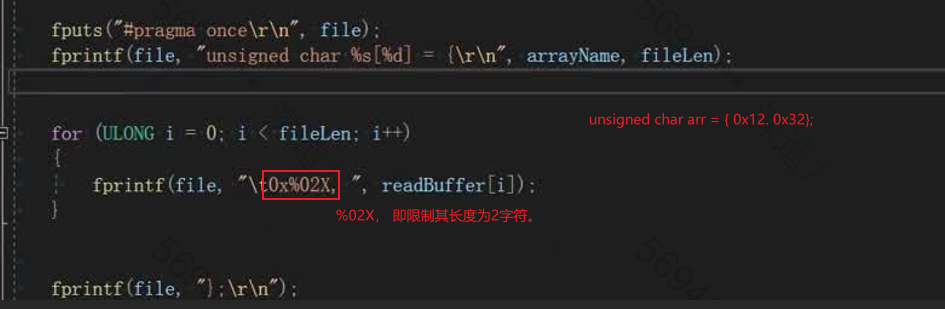 fputs("#pragma once\r\n", file);
fprintf(file, "unsigned char %s[%d] = {\r\n", arrayName, fileLen);
unsigned char arr = { 0x12. 0x32};
for (ULONG i = 0; i < fileLen; i++)
{
fprintf(file, "\t0x%02X, ", readBuffer[i]);
}
%02X， 即限制其长度为2字符。
fprintf(file, "};\r\n");